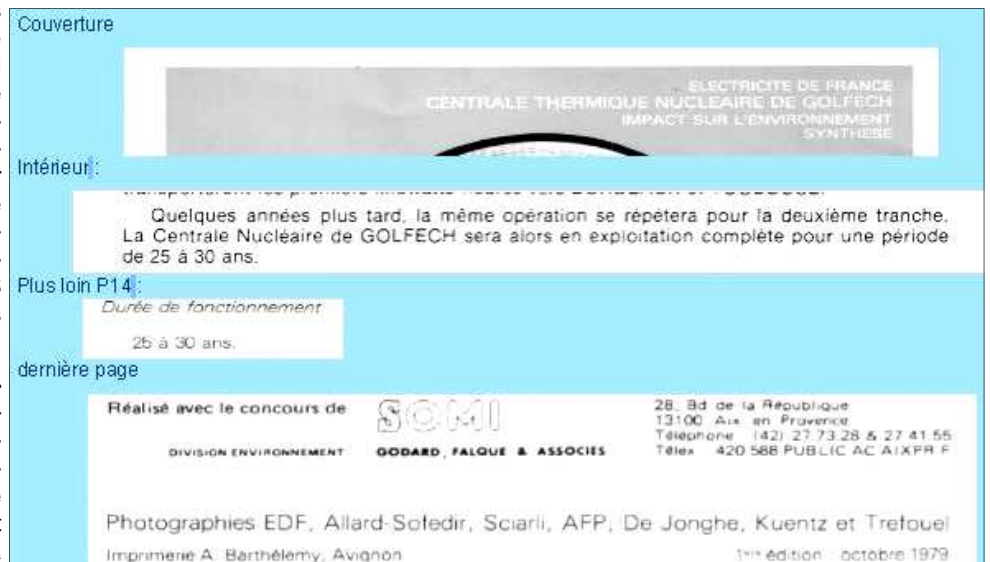 Couverture
ELECTRICITE DE FRANCE
CENTRALE THERMIQUE NUCLEAIRE DE GOLFECH
IMPACT SUR L'ENVIRONNEMENT
SYNTHESE
Intérieur :
Quelques années plus tard, la même opération se répétera pour la deuxième tranche.
La Centrale Nucléaire de GOLFECH sera alors en exploitation complète pour une période
de 25 à 30 ans.
Plus loin P14 :
Durée de fonctionnement
25 à 30 ans.
dernière page
Réalisé avec le concours de
SOMI
DIVISION ENVIRONNEMENT
GODARD, FALQUE & ASSOCIES
28, Bd de la République
13100 Aix en Provence
Téléphone (42) 27.73.28 & 27 41 55
Télex 420 588 PUBLIC AC AIXPR F
Photographies EDF, Allard-Sofedir, Sciarli, AFP, De Jonghe, Kuentz et Trefouel
Imprimerie A. Barthélemy, Avignon
1ère édition : octobre 1979